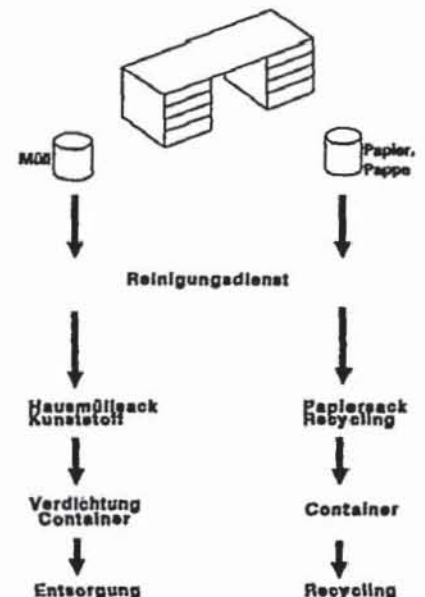 Müll
Papier,
Pappe
Reinigungsdienst
Hausmüllsack
Kunststoff
Papiersack
Recycling
Verdichtung
Container
Container
Entsorgung
Recycling